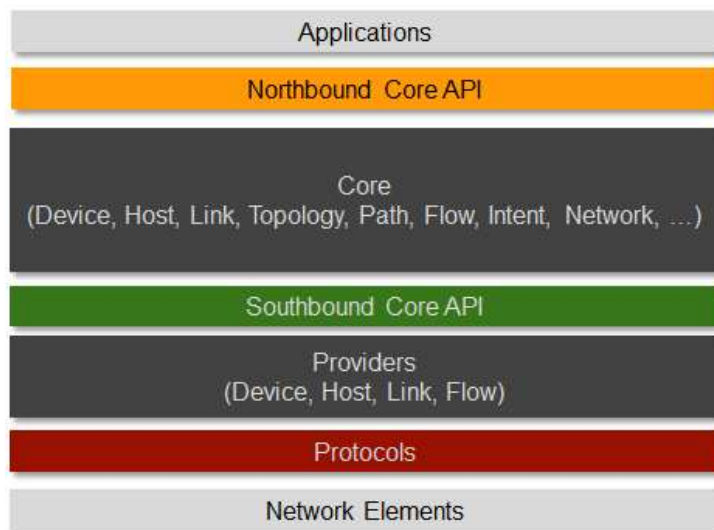 Applications
Northbound Core API
Core
(Device, Host, Link, Topology, Path, Flow, Intent, Network, ...)
Southbound Core API
Providers
(Device, Host, Link, Flow)
Protocols
Network Elements